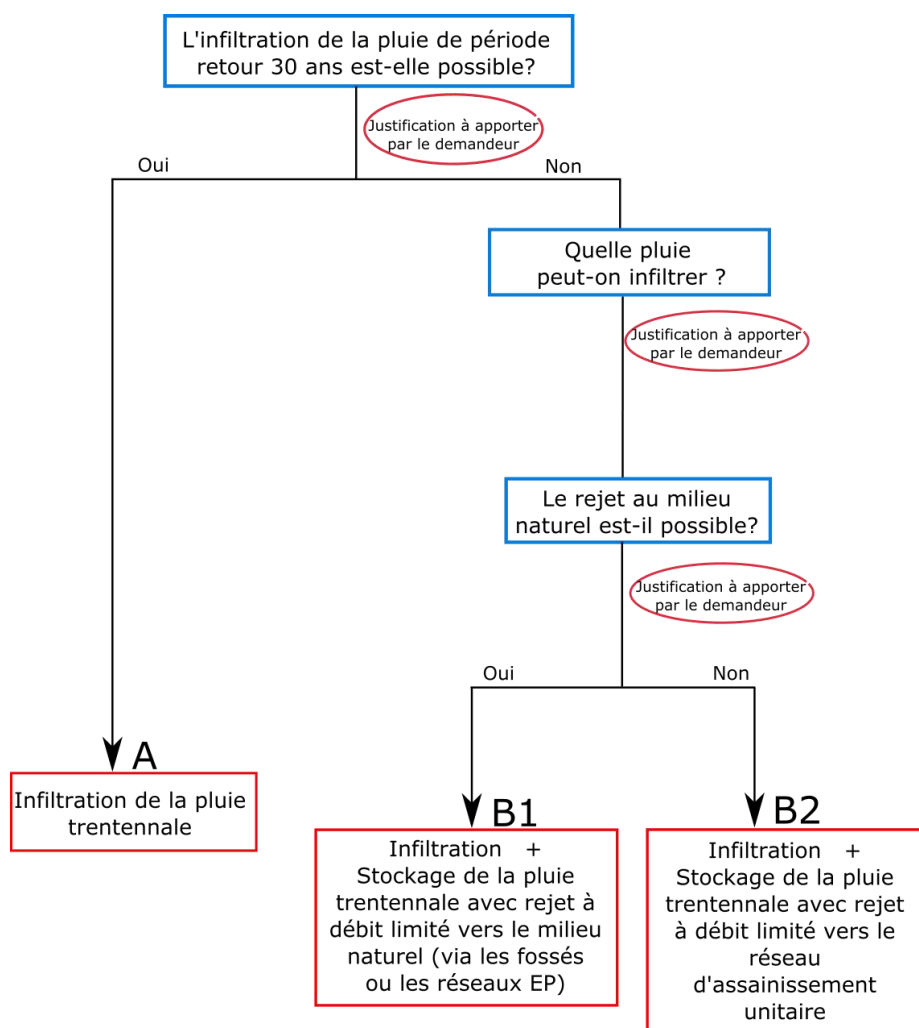 L'infiltration de la pluie de période
retour 30 ans est-elle possible?
Justification à apporter
par le demandeur
Oui
Non
Quelle pluie
peut-on infiltrer ?
Justification à apporter
par le demandeur
Le rejet au milieu
naturel est-il possible?
Justification à apporter
par le demandeur
Oui
Non
A
Infiltration de la pluie
trentennale
B1
Infiltration +
Stockage de la pluie
trentennale avec rejet à
débit limité vers le milieu
naturel (via les fossés
ou les réseaux EP)
B2
Infiltration +
Stockage de la pluie
trentennale avec rejet
à débit limité vers le
réseau
d'assainissement
unitaire